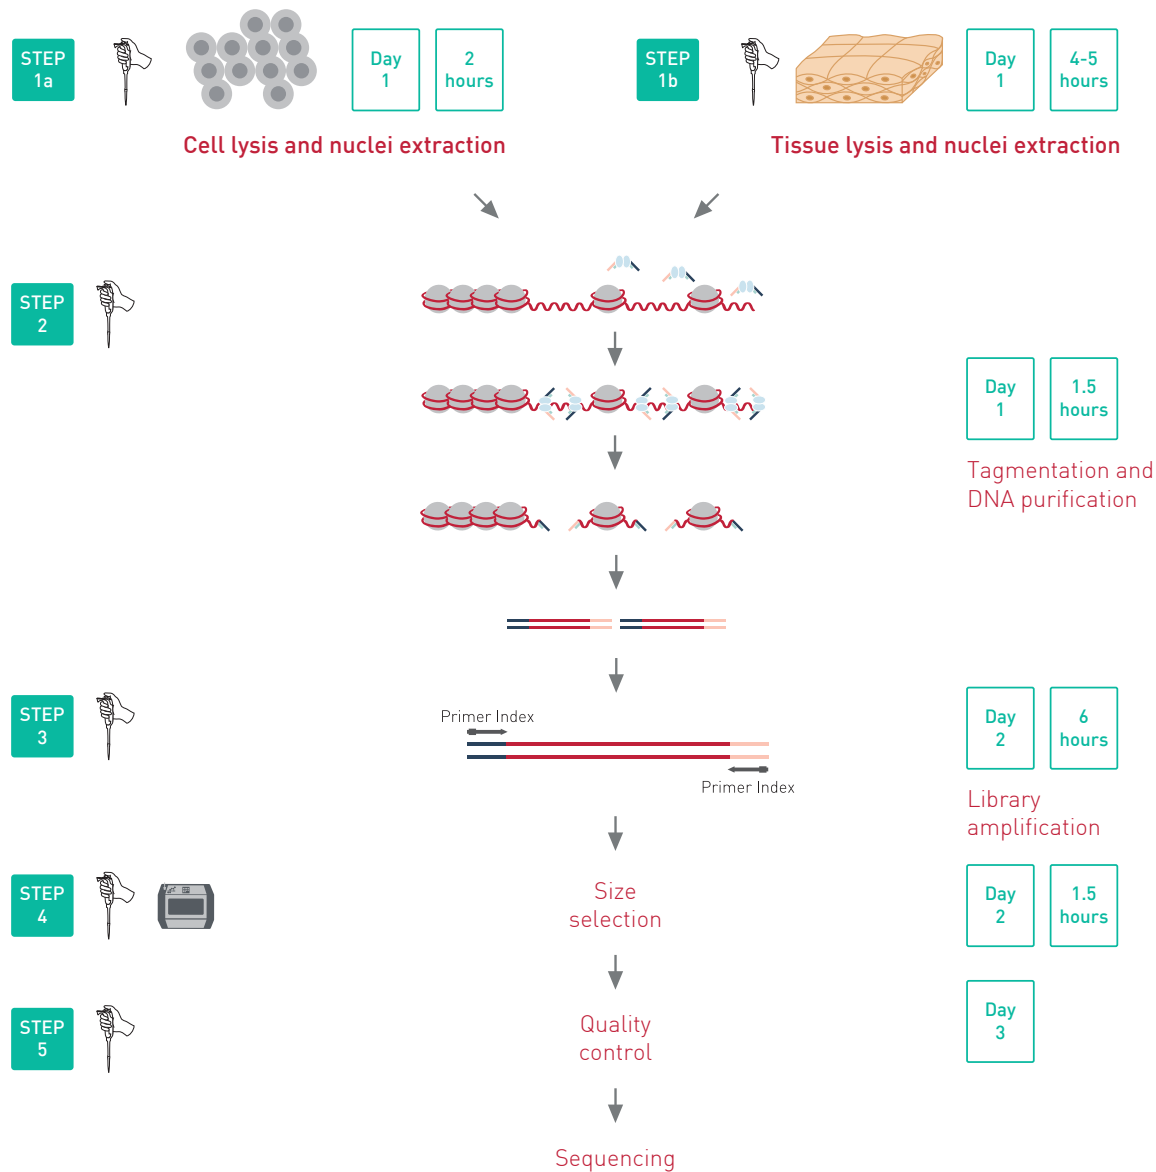 STEP
1a
Day
1
2
hours
Cell lysis and nuclei extraction
STEP
1b
Day
1
4-5
hours
Tissue lysis and nuclei extraction
STEP
2
Day
1
1.5
hours
Tagmentation and
DNA purification
STEP
3
Primer Index
Primer Index
Day
2
6
hours
Library
amplification
STEP
4
Size
selection
Day
2
1.5
hours
STEP
5
Quality
control
Day
3
Sequencing